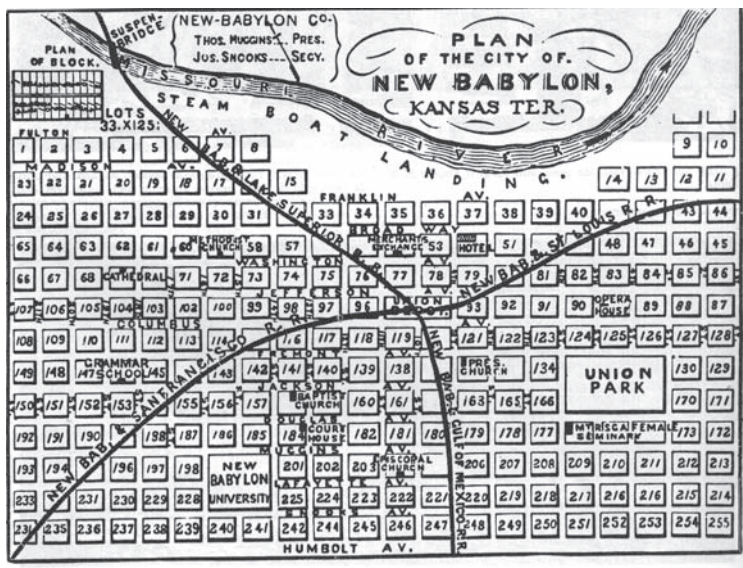 SUSPEN-
BRIDGE
NEW-BABYLON CO.
THOS. MUGGINS... PRES.
JOS. SNOOKS.... SECY.
PLAN
OF THE CITY OF
NEW BABYLON,
KANSAS TER.
PLAN
OF BLOCK.
LOTS
33.X125:
MISSOURI RIVER
STEAM BOAT LANDING.
FULTON AV.
9 10
1 2 3 4 5 6 7 8
MADISON AV.
23 22 21 20 19 18 17 15 14 13 12 11
NEW BAB. & LAKE SUPERIOR R.R.
FRANKLIN AV.
24 25 26 27 28 29 30 31 33 34 35 36 37 38 39 40 43 44
BROAD WAY
65 64 63 62 61 60 METHODIST CHURCH 58 57 MERCHANTS EXCHANGE 53 HOTEL 51 48 47 46 45
NEW BAB. & ST. LOUIS R.R.
WASHINGTON AV.
66 67 68 CATHEDRAL 71 72 73 74 75 76 77 78 79 81 82 83 84 85 86
JEFFERSON AV.
107 106 105 104 103 102 100 99 98 97 96 UNION DEPOT. 93 92 91 90 OPERA HOUSE 89 88 87
COLUMBUS AV.
108 109 110 111 112 113 114 116 117 118 119 121 122 123 124 125 126 127 128
FREMONT AV.
149 148 147 GRAMMAR SCHOOL 145 143 142 141 140 139 138 PRES. CHURCH 134 UNION PARK 130 129
NEW BAB. & SANFRANCISCO R.R.
JACKSON AV.
150 151 152 153 155 156 157 BAPTIST CHURCH 160 161 163 165 166 170 171
DOUGLAS AV.
192 191 190 198 187 186 185 184 COURT HOUSE 182 181 180 179 178 177 FEMALE SEMINARY 173 172
MUGGINS AV.
193 194 196 197 198 NEW BABYLON UNIVERSITY 201 202 203 EPISCOPAL CHURCH 206 207 208 209 210 211 212 213
LAFAYETTE AV.
233 231 230 229 228 225 224 223 222 221 220 219 218 217 216 216 215 214
SNOOKS AV.
231 235 236 237 238 239 240 241 242 244 245 246 247 248 249 250 251 252 253 254 255
NEW BAB. & GULF OF MEXICO R.R.
HUMBOLT AV.